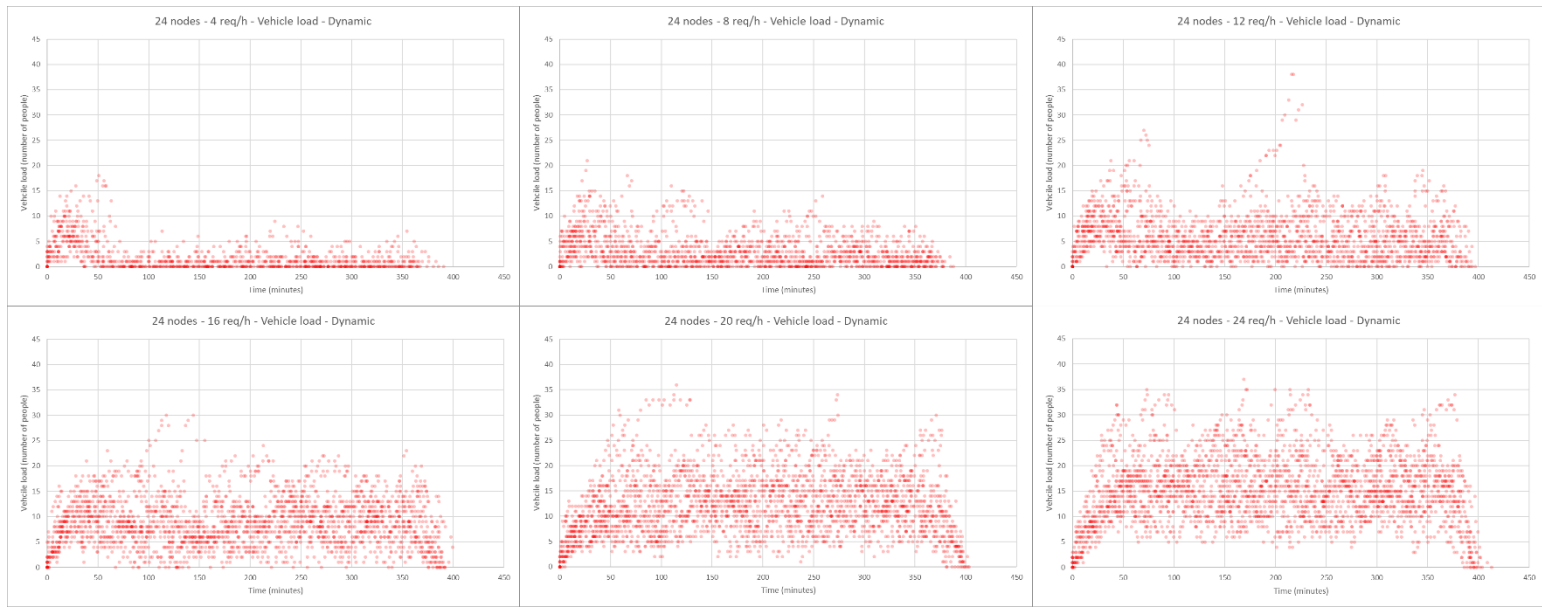 24 nodes - 4 req/h - Vehicle load - Dynamic
Vehcile load (number of people)
45
40
35
30
25
20
15
10
5
0
0 50 100 150 200 250 300 350 400 450
Time (minutes)
24 nodes - 8 req/h - Vehicle load - Dynamic
Vehcile load (number of people)
45
40
35
30
25
20
15
10
5
0
0 50 100 150 200 250 300 350 400 450
Time (minutes)
24 nodes - 12 req/h - Vehicle load - Dynamic
Vehcile load (number of people)
45
40
35
30
25
20
15
10
5
0
0 50 100 150 200 250 300 350 400 450
Time (minutes)
24 nodes - 16 req/h - Vehicle load - Dynamic
Vehcile load (number of people)
45
40
35
30
25
20
15
10
5
0
0 50 100 150 200 250 300 350 400 450
Time (minutes)
24 nodes - 20 req/h - Vehicle load - Dynamic
Vehcile load (number of people)
45
40
35
30
25
20
15
10
5
0
0 50 100 150 200 250 300 350 400 450
Time (minutes)
24 nodes - 24 req/h - Vehicle load - Dynamic
Vehcile load (number of people)
45
40
35
30
25
20
15
10
5
0
0 50 100 150 200 250 300 350 400 450
Time (minutes)